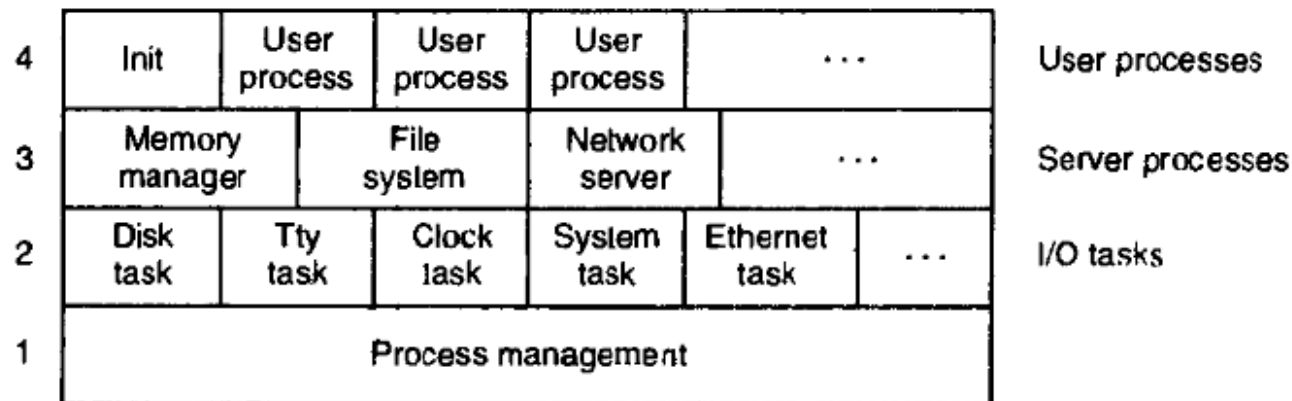 4 Init User process User process User process ... User processes
3 Memory manager File system Network server ... Server processes
2 Disk task Tty task Clock task System task Ethernet task ... I/O tasks
1 Process management